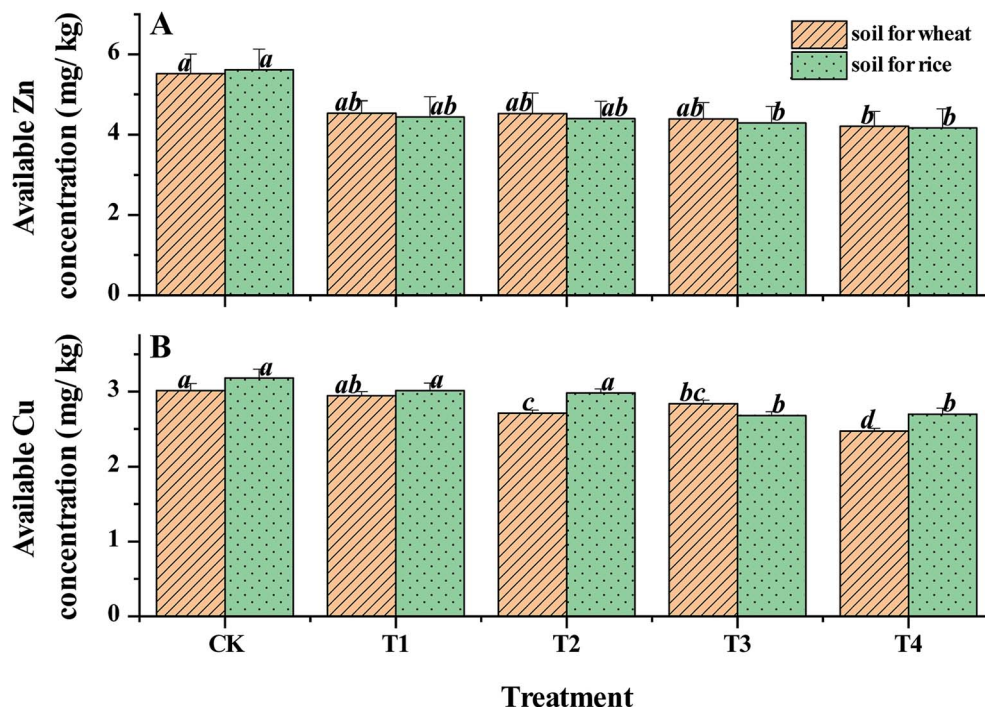 A
soil for wheat
soil for rice
Available Zn
concentration (mg/ kg)
6
4
2
0
a a ab ab ab ab ab b b b
B
Available Cu
concentration (mg/ kg)
3
2
1
0
a a ab a c a bc b d b
CK T1 T2 T3 T4
Treatment